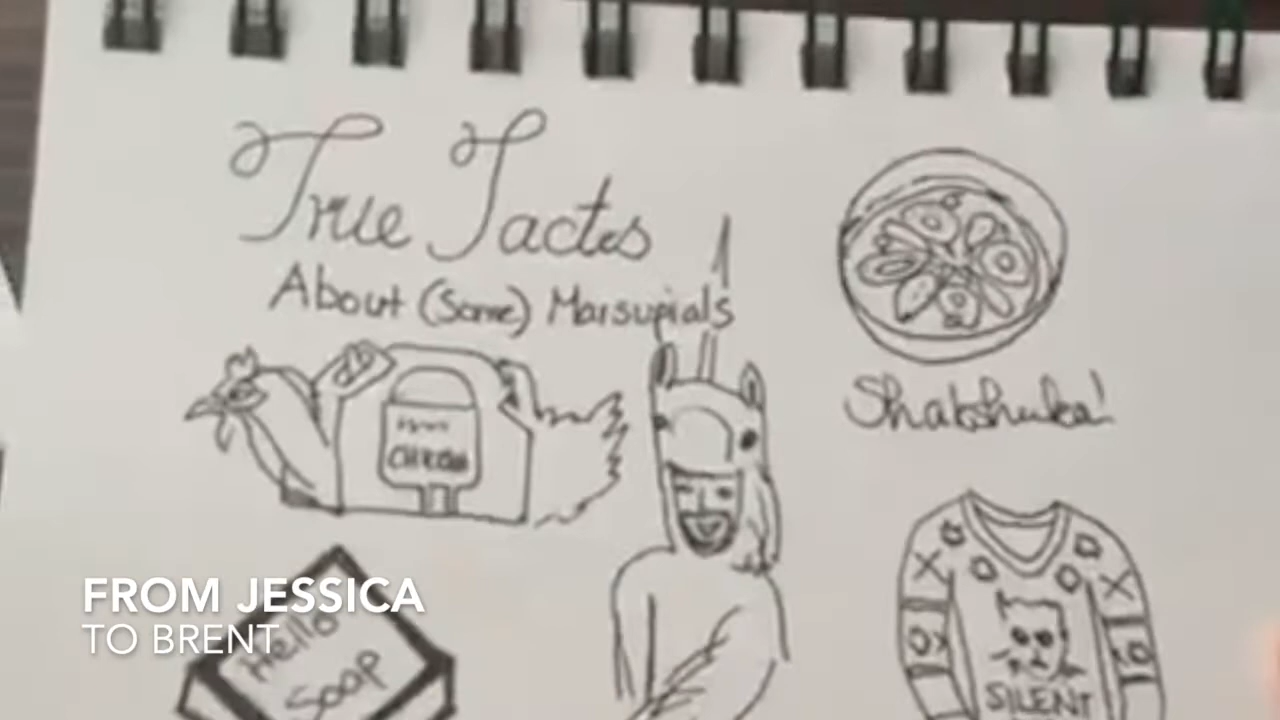 True Facts
About (Some) Marsupials
Shakshuka!
Hello
Soap
SILENT
FROM JESSICA
TO BRENT